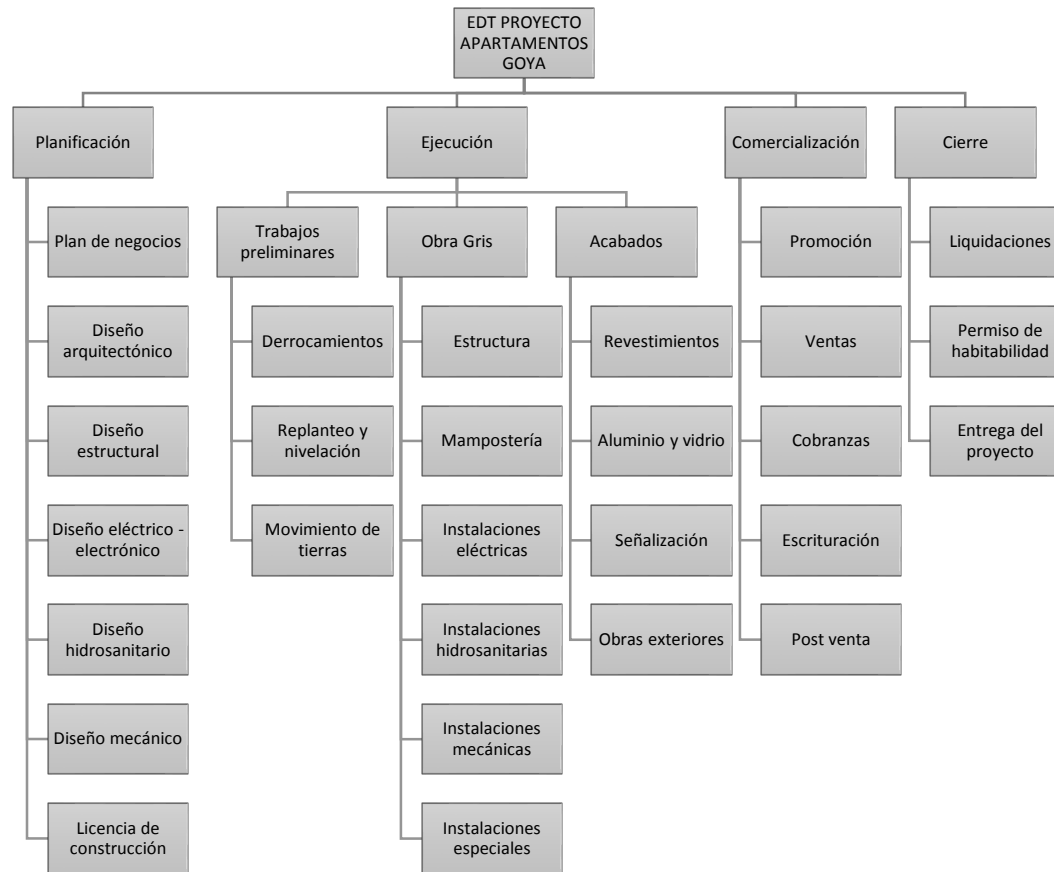 EDT PROYECTO
APARTAMENTOS
GOYA
Planificación
Ejecución
Comercialización
Cierre
Plan de negocios
Diseño
arquitectónico
Diseño
estructural
Diseño eléctrico -
electrónico
Diseño
hidrosanitario
Diseño mecánico
Licencia de
construcción
Trabajos
preliminares
Derrocamientos
Replanteo y
nivelación
Movimiento de
tierras
Obra Gris
Estructura
Mampostería
Instalaciones
eléctricas
Instalaciones
hidrosanitarias
Instalaciones
mecánicas
Instalaciones
especiales
Acabados
Revestimientos
Aluminio y vidrio
Señalización
Obras exteriores
Promoción
Ventas
Cobranzas
Escrituración
Post venta
Liquidaciones
Permiso de
habitabilidad
Entrega del
proyecto